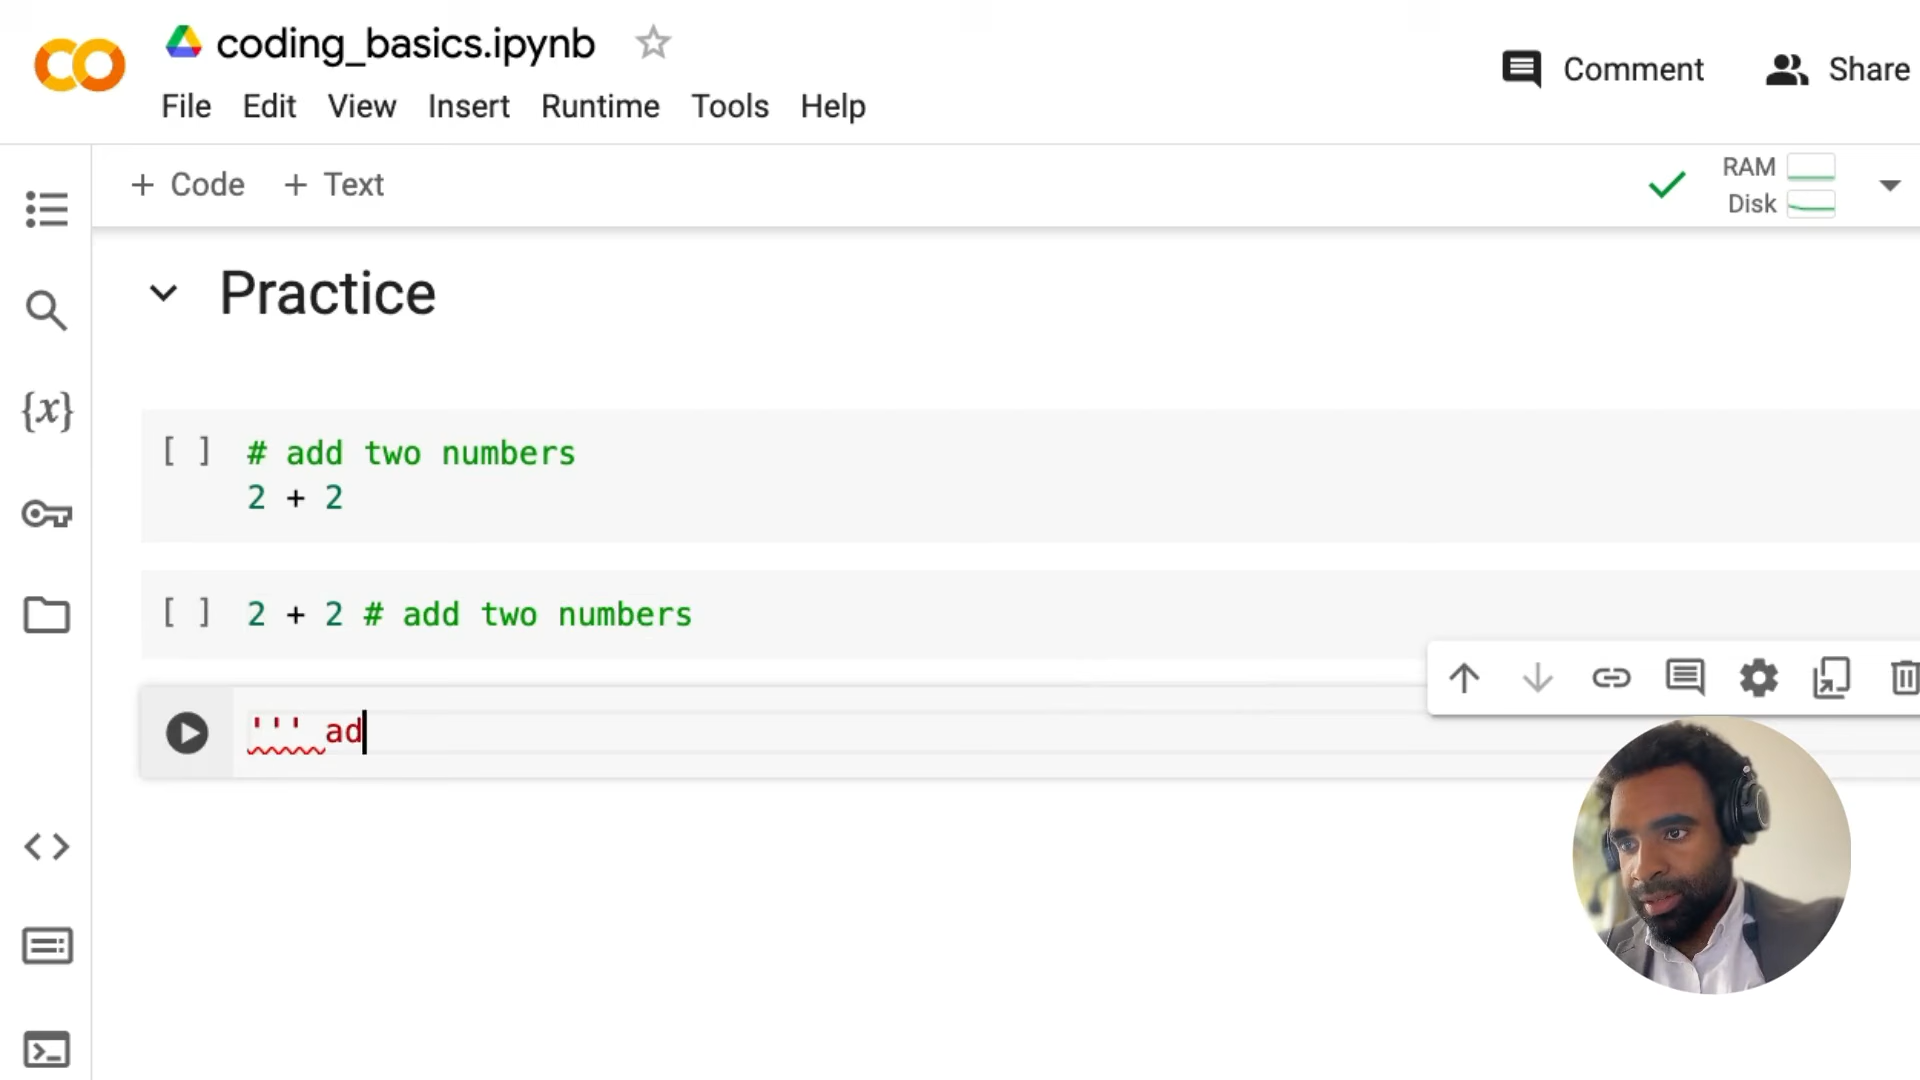 coding_basics.ipynb
Comment
Share
File Edit View Insert Runtime Tools Help
+ Code + Text
RAM
Disk
Practice
{x}
[ ] # add two numbers
2 + 2
[ ] 2 + 2 # add two numbers
''' ad